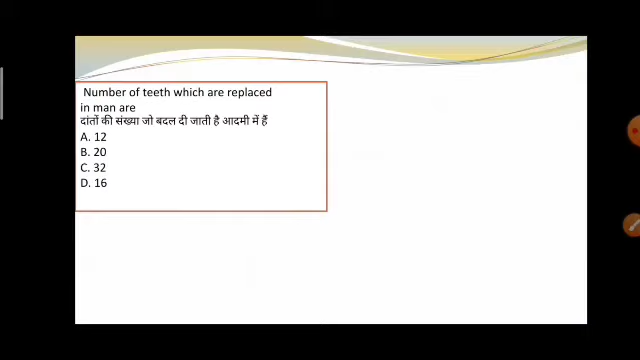 Number of teeth which are replaced
in man are
दांतों की संख्या जो बदल दी जाती है आदमी में हैं
A. 12
B. 20
C. 32
D. 16